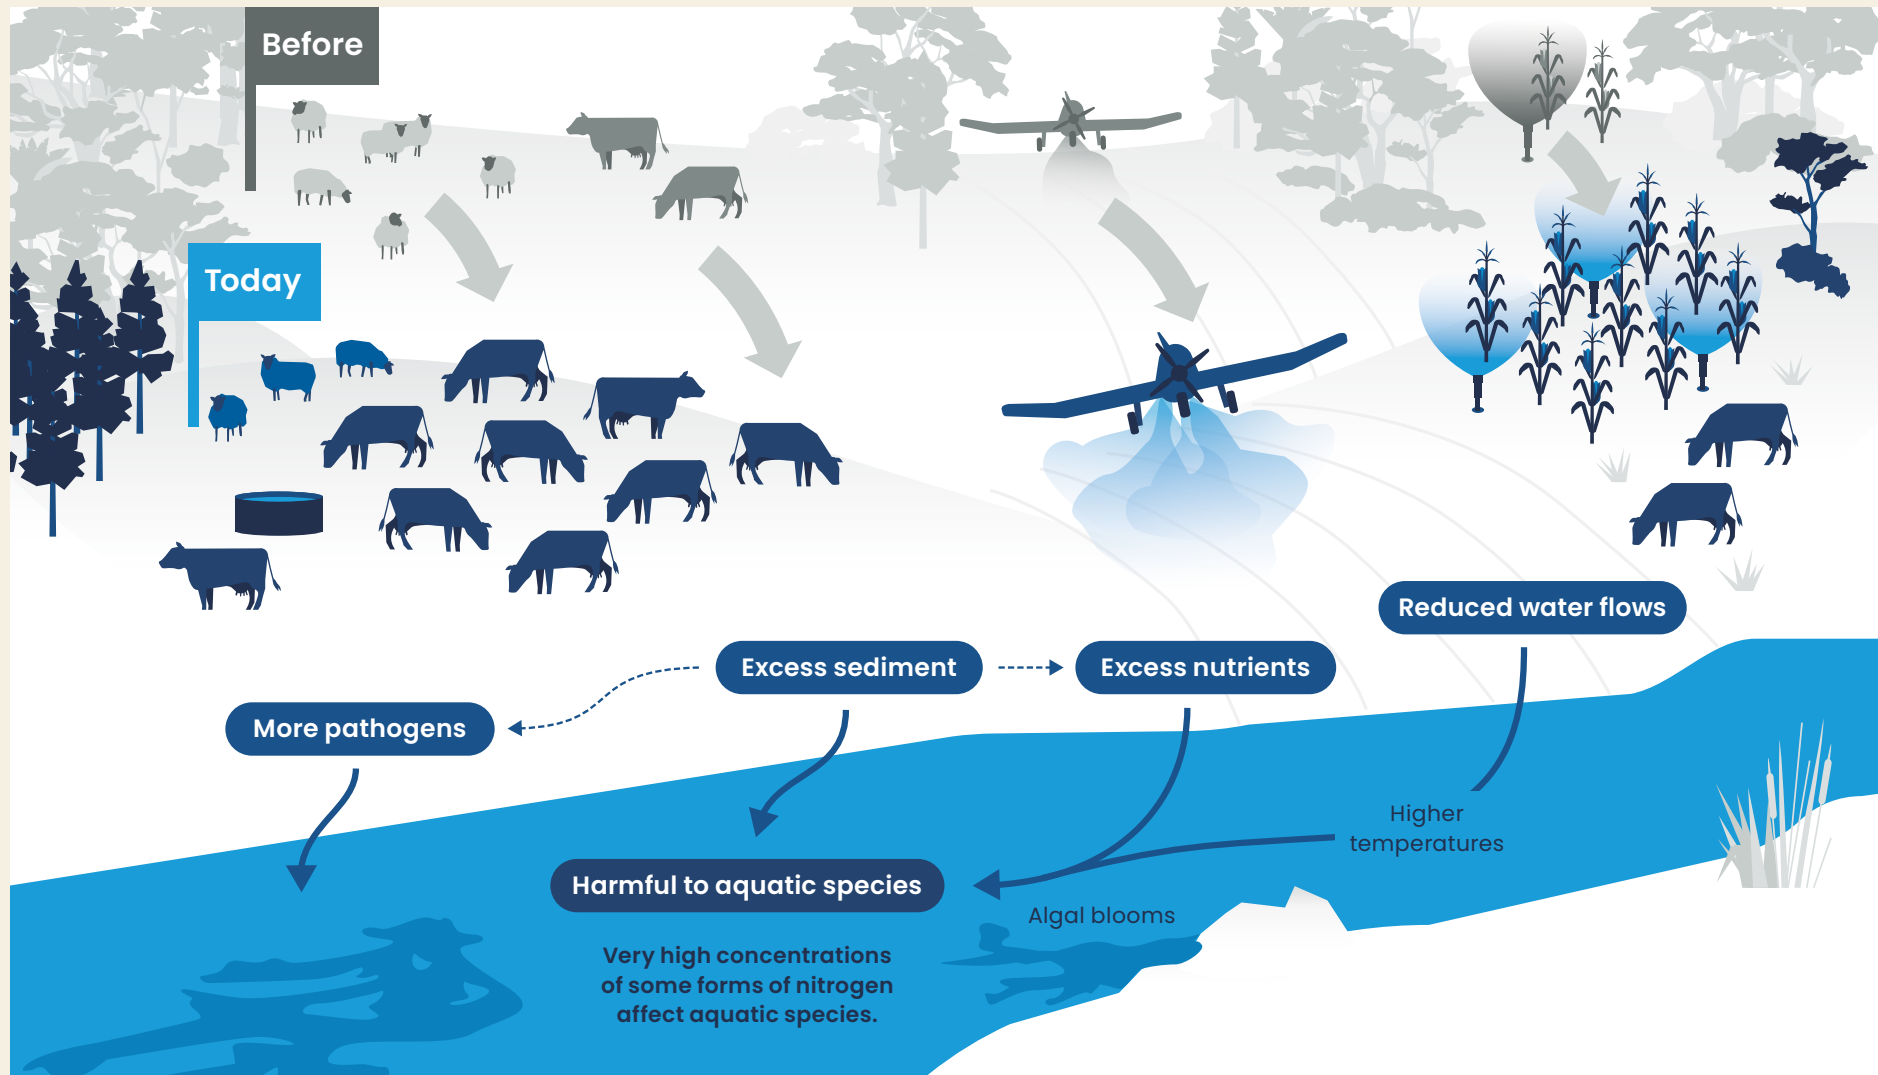 Before
Today
Reduced water flows
Excess sediment
Excess nutrients
More pathogens
Higher
temperatures
Harmful to aquatic species
Algal blooms
Very high concentrations
of some forms of nitrogen
affect aquatic species.